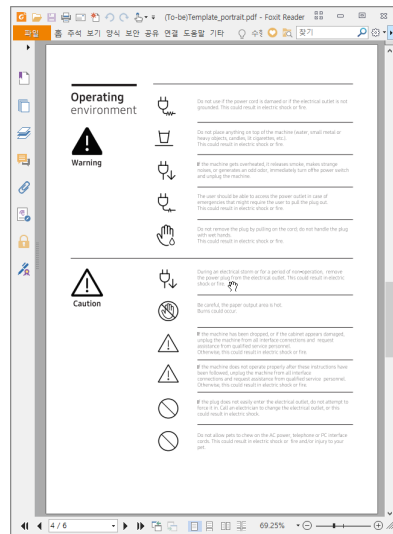 (To-be)Template_portrait.pdf - Foxit Reader
파일 홈 주석 보기 양식 보안 공유 연결 도움말 기타
찾기
Operating
environment
Warning
Do not use if the power cord is damaged or if the electrical outlet is not
grounded. This could result in electric shock or fire.
Do not place anything on top of the machine (water, small metal or
heavy objects, candles, lit cigarettes, etc.).
This could result in electric shock or fire.
If the machine gets overheated, it releases smoke, makes strange
noises, or generates an odd odor, immediately turn off the power switch
and unplug the machine.
The user should be able to access the power outlet in case of
emergencies that might require the user to pull the plug out.
This could result in electric shock or fire.
Do not remove the plug by pulling on the cord; do not handle the plug
with wet hands.
This could result in electric shock or fire.
Caution
During an electrical storm or for a period of non-operation, remove
the power plug from the electrical outlet. This could result in electric
shock or fire.
Be careful, the paper output area is hot.
Burns could occur.
If the machine has been dropped, or if the cabinet appears damaged,
unplug the machine from all interface connections and request
assistance from qualified service personnel.
Otherwise, this could result in electric shock or fire.
If the machine does not operate properly after these instructions have
been followed, unplug the machine from all interface
connections and request assistance from qualified service personnel.
Otherwise, this could result in electric shock or fire.
If the plug does not easily enter the electrical outlet, do not attempt to
force it in. Call an electrician to change the electrical outlet, or this
could result in electric shock.
Do not allow pets to chew on the AC power, telephone or PC interface
cords. This could result in electric shock or fire and/or injury to your
pet.
4 / 6
69.25%